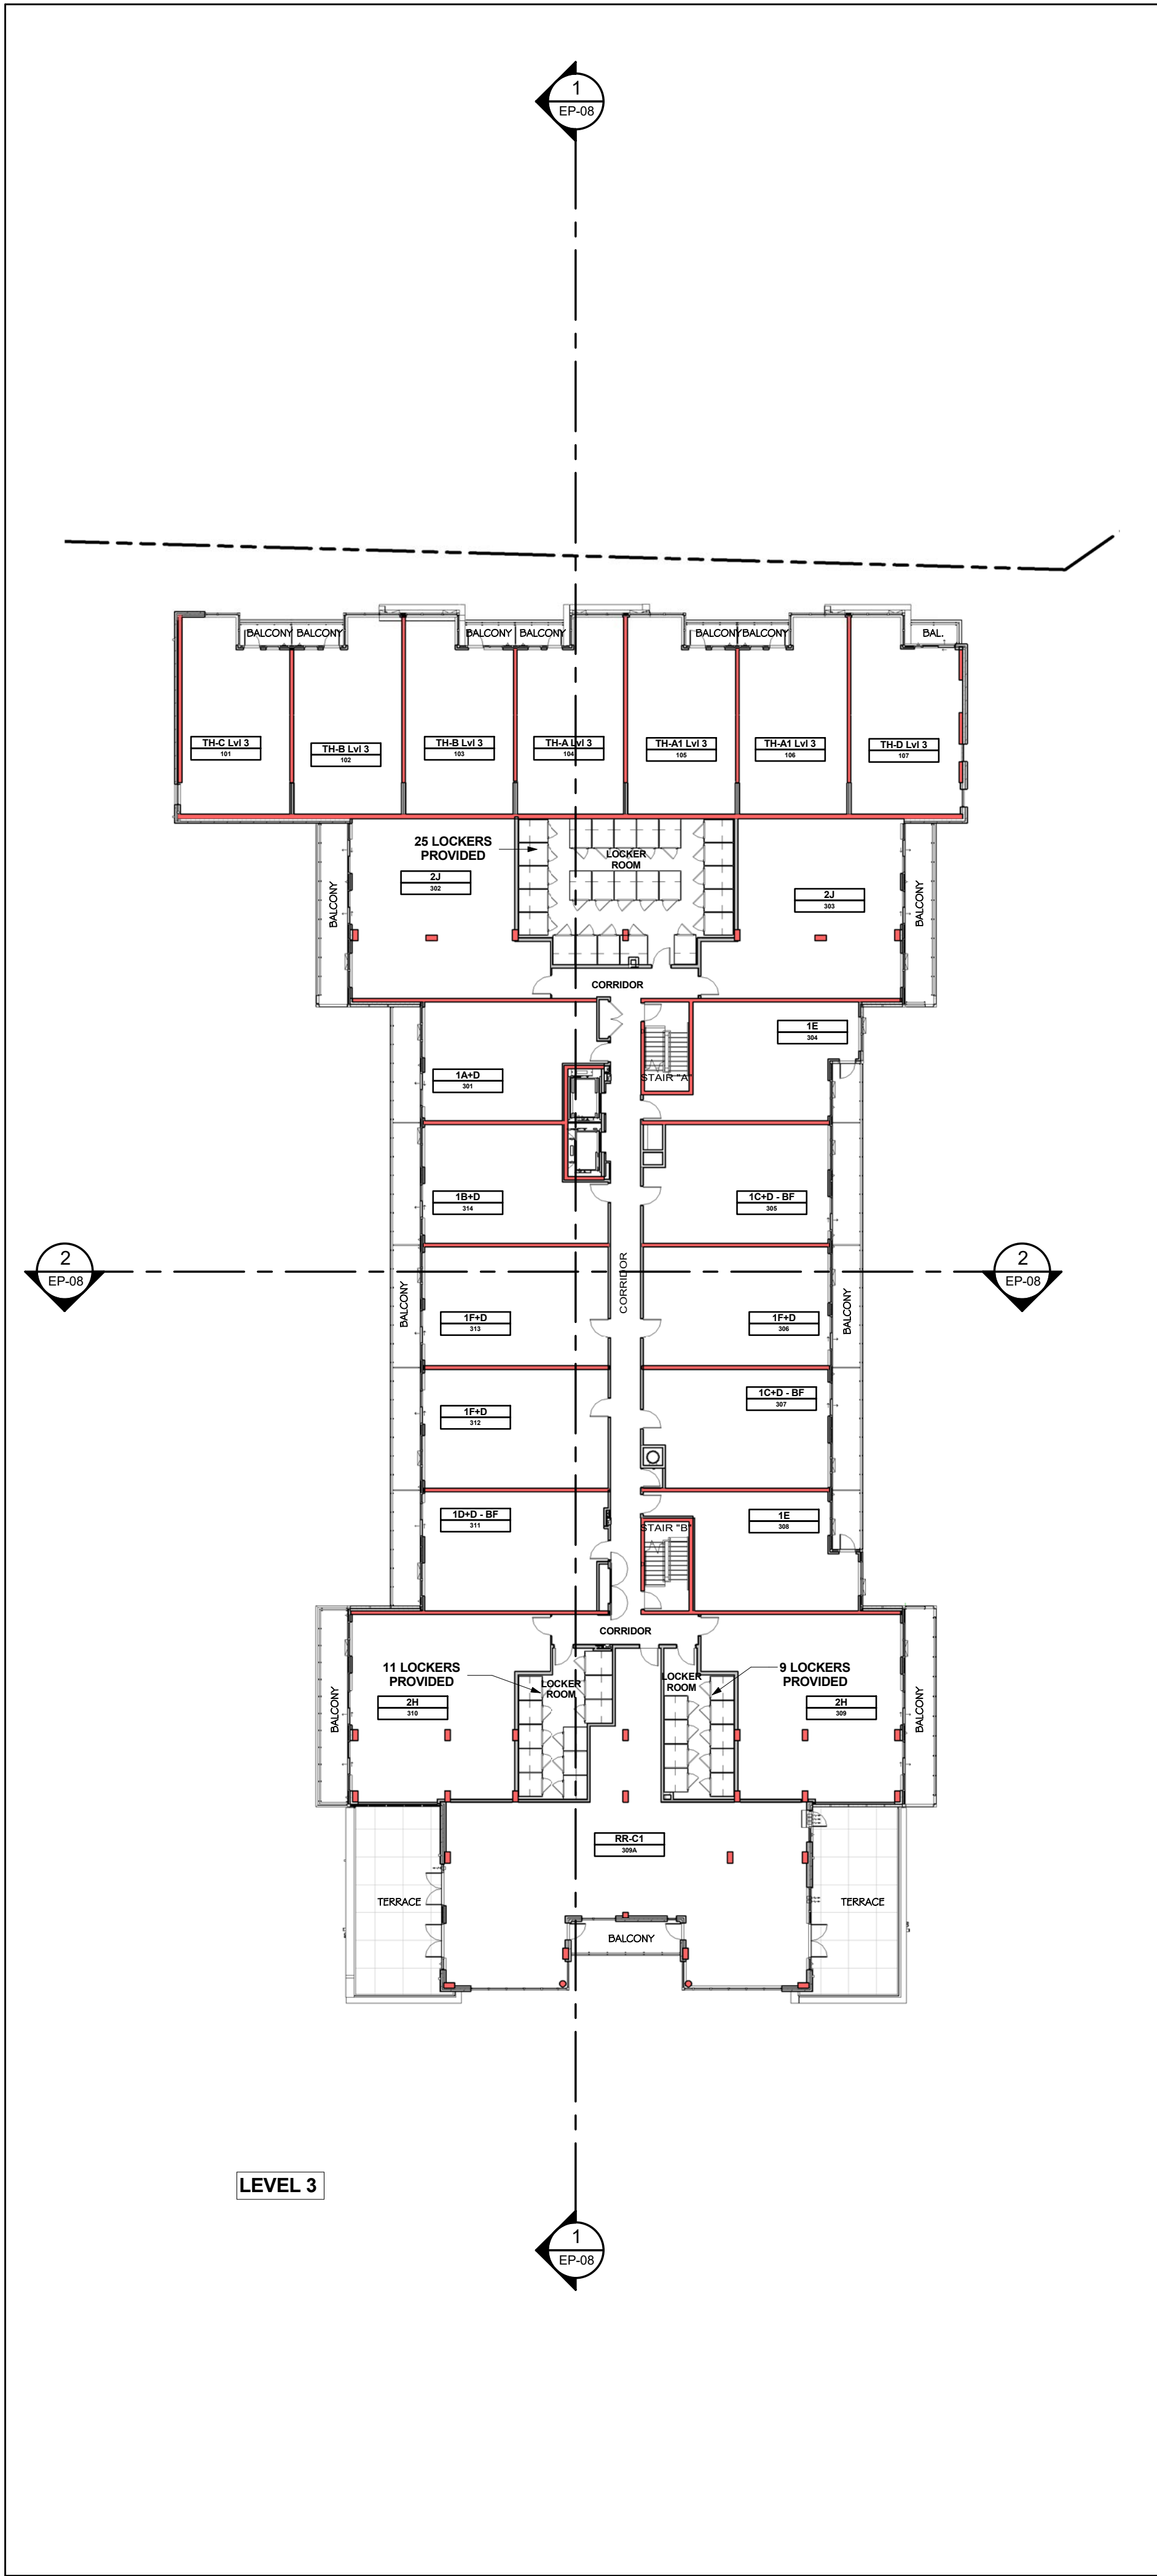 1
EP-08
BALCONY
BALCONY
BALCONY
BALCONY
BALCONY
BALCONY
BAL.
TH-C Lvl 3
101
TH-B Lvl 3
102
TH-B Lvl 3
103
TH-A Lvl 3
104
TH-A1 Lvl 3
105
TH-A1 Lvl 3
106
TH-D Lvl 3
107
25 LOCKERS
PROVIDED
LOCKER
ROOM
2J
302
2J
303
BALCONY
BALCONY
CORRIDOR
1E
304
1A+D
301
STAIR "A"
1B+D
314
1C+D - BF
305
2
EP-08
2
EP-08
CORRIDOR
BALCONY
BALCONY
1F+D
313
1F+D
306
1C+D - BF
307
1F+D
312
1D+D - BF
311
1E
308
STAIR "B"
CORRIDOR
11 LOCKERS
PROVIDED
LOCKER
ROOM
LOCKER
ROOM
9 LOCKERS
PROVIDED
2H
310
2H
309
BALCONY
BALCONY
RR-C1
309A
TERRACE
TERRACE
BALCONY
LEVEL 3
1
EP-08